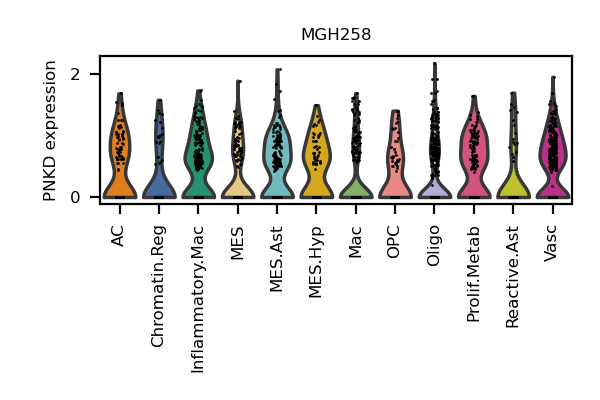 MGH258
PNKD expression
2
0
AC
Chromatin.Reg
Inflammatory.Mac
MES
MES.Ast
MES.Hyp
Mac
OPC
Oligo
Prolif.Metab
Reactive.Ast
Vasc